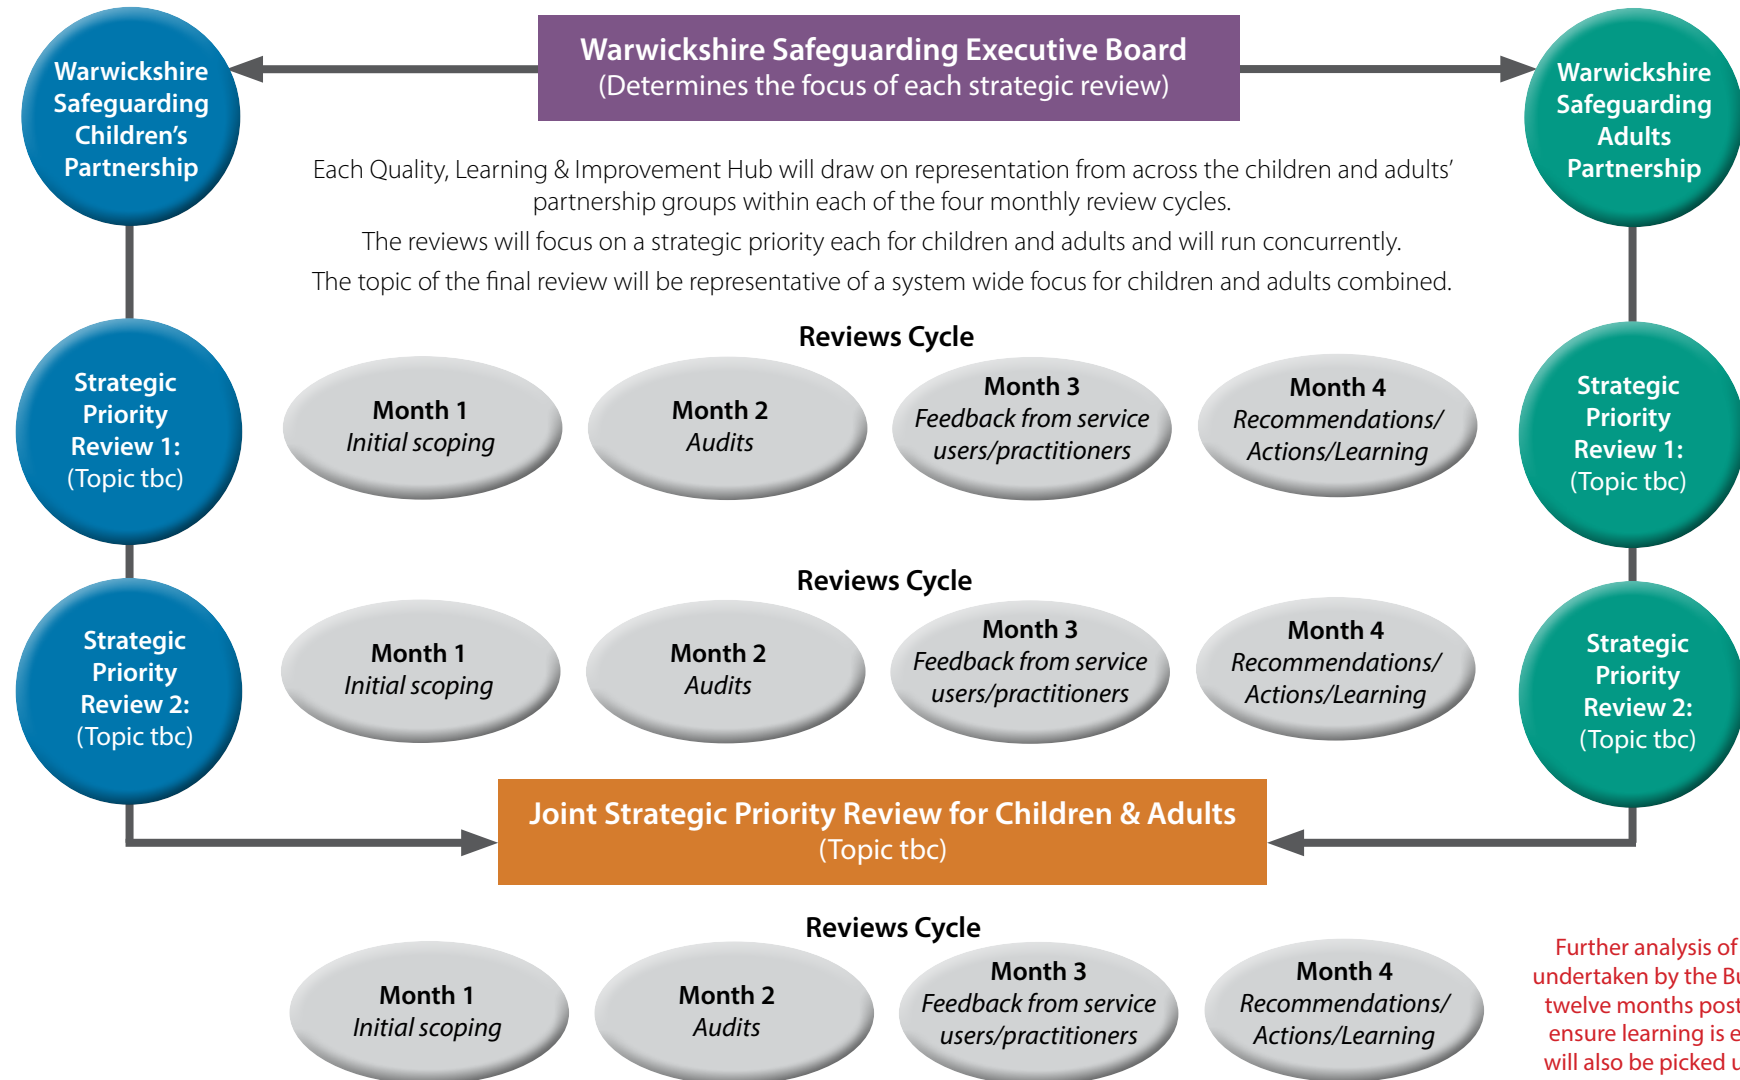 Warwickshire
Safeguarding
Children’s
Partnership
Warwickshire Safeguarding Executive Board
(Determines the focus of each strategic review)
Warwickshire
Safeguarding
Adults
Partnership
Each Quality, Learning & Improvement Hub will draw on representation from across the children and adults’
partnership groups within each of the four monthly review cycles.
The reviews will focus on a strategic priority each for children and adults and will run concurrently.
The topic of the final review will be representative of a system wide focus for children and adults combined.
Strategic
Priority
Review 1:
(Topic tbc)
Reviews Cycle
Month 1
Initial scoping
Month 2
Audits
Month 3
Feedback from service
users/practitioners
Month 4
Recommendations/
Actions/Learning
Strategic
Priority
Review 1:
(Topic tbc)
Strategic
Priority
Review 2:
(Topic tbc)
Reviews Cycle
Month 1
Initial scoping
Month 2
Audits
Month 3
Feedback from service
users/practitioners
Month 4
Recommendations/
Actions/Learning
Strategic
Priority
Review 2:
(Topic tbc)
Joint Strategic Priority Review for Children & Adults
(Topic tbc)
Reviews Cycle
Month 1
Initial scoping
Month 2
Audits
Month 3
Feedback from service
users/practitioners
Month 4
Recommendations/
Actions/Learning
Further analysis of
undertaken by the
twelve months post
ensure learning is
will also be picked